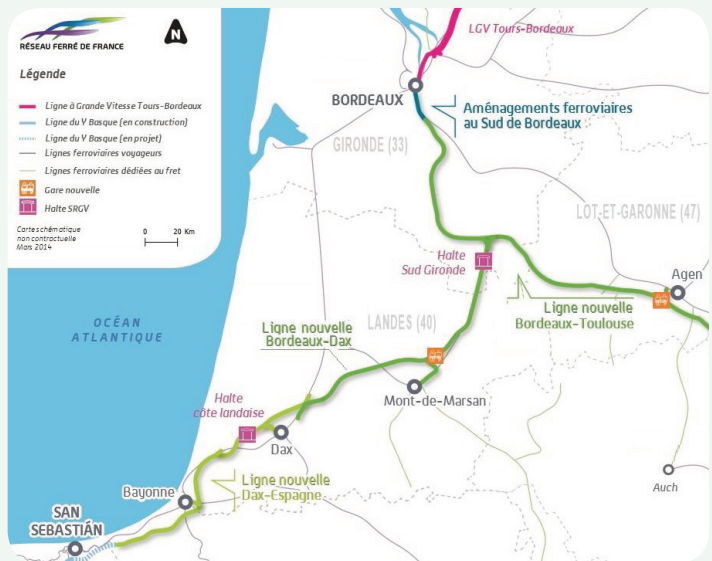 RÉSEAU FERRÉ DE FRANCE
N
Légende
Ligne à Grande Vitesse Tours-Bordeaux
Ligne du Y Basque (en construction)
Ligne du Y Basque (en projet)
Lignes ferroviaires voyageurs
Lignes ferroviaires dédiées au fret
Gare nouvelle
Halte SRGV
Carte schématique
non contractuelle
Mars 2014
0 20 Km
LGV Tours-Bordeaux
BORDEAUX
Aménagements ferroviaires
au Sud de Bordeaux
GIRONDE (33)
LOT-ET-GARONNE (47)
Halte
Sud Gironde
Agen
Ligne nouvelle
Bordeaux-Toulouse
OCÉAN
ATLANTIQUE
LANDES (40)
Ligne nouvelle
Bordeaux-Dax
Mont-de-Marsan
Halte
côte landaise
Dax
Auch
Bayonne
Ligne nouvelle
Dax-Espagne
SAN
SEBASTIÁN